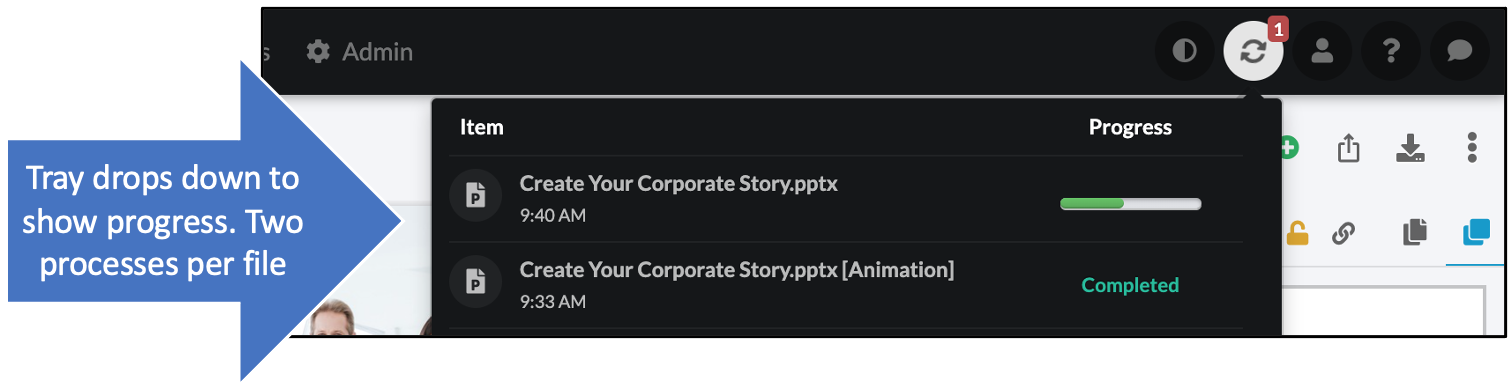 s Admin
1
?
Item Progress
Create Your Corporate Story.pptx
9:40 AM
Create Your Corporate Story.pptx [Animation]
9:33 AM
Completed
Tray drops down to
show progress. Two
processes per file
P
P